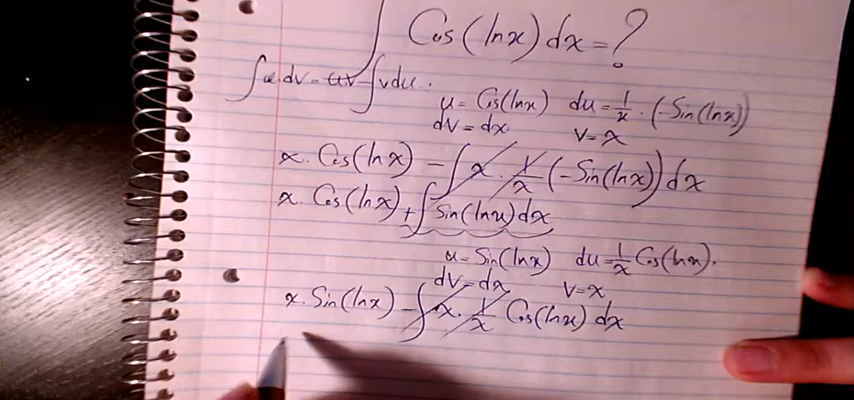 ∫ Cos(lnx)dx=?
∫u.dv=uv-∫vdu.
u=Cos(lnx) du=1/x.(-Sin(lnx))
dv=dx v=x
x.Cos(lnx)-∫x.1/x(-Sin(lnx))dx
x.Cos(lnx)+∫Sin(lnx)dx
u=Sin(lnx) du=1/x Cos(lnx).
dv=dx v=x
x.Sin(lnx)-∫x.1/x Cos(lnx)dx